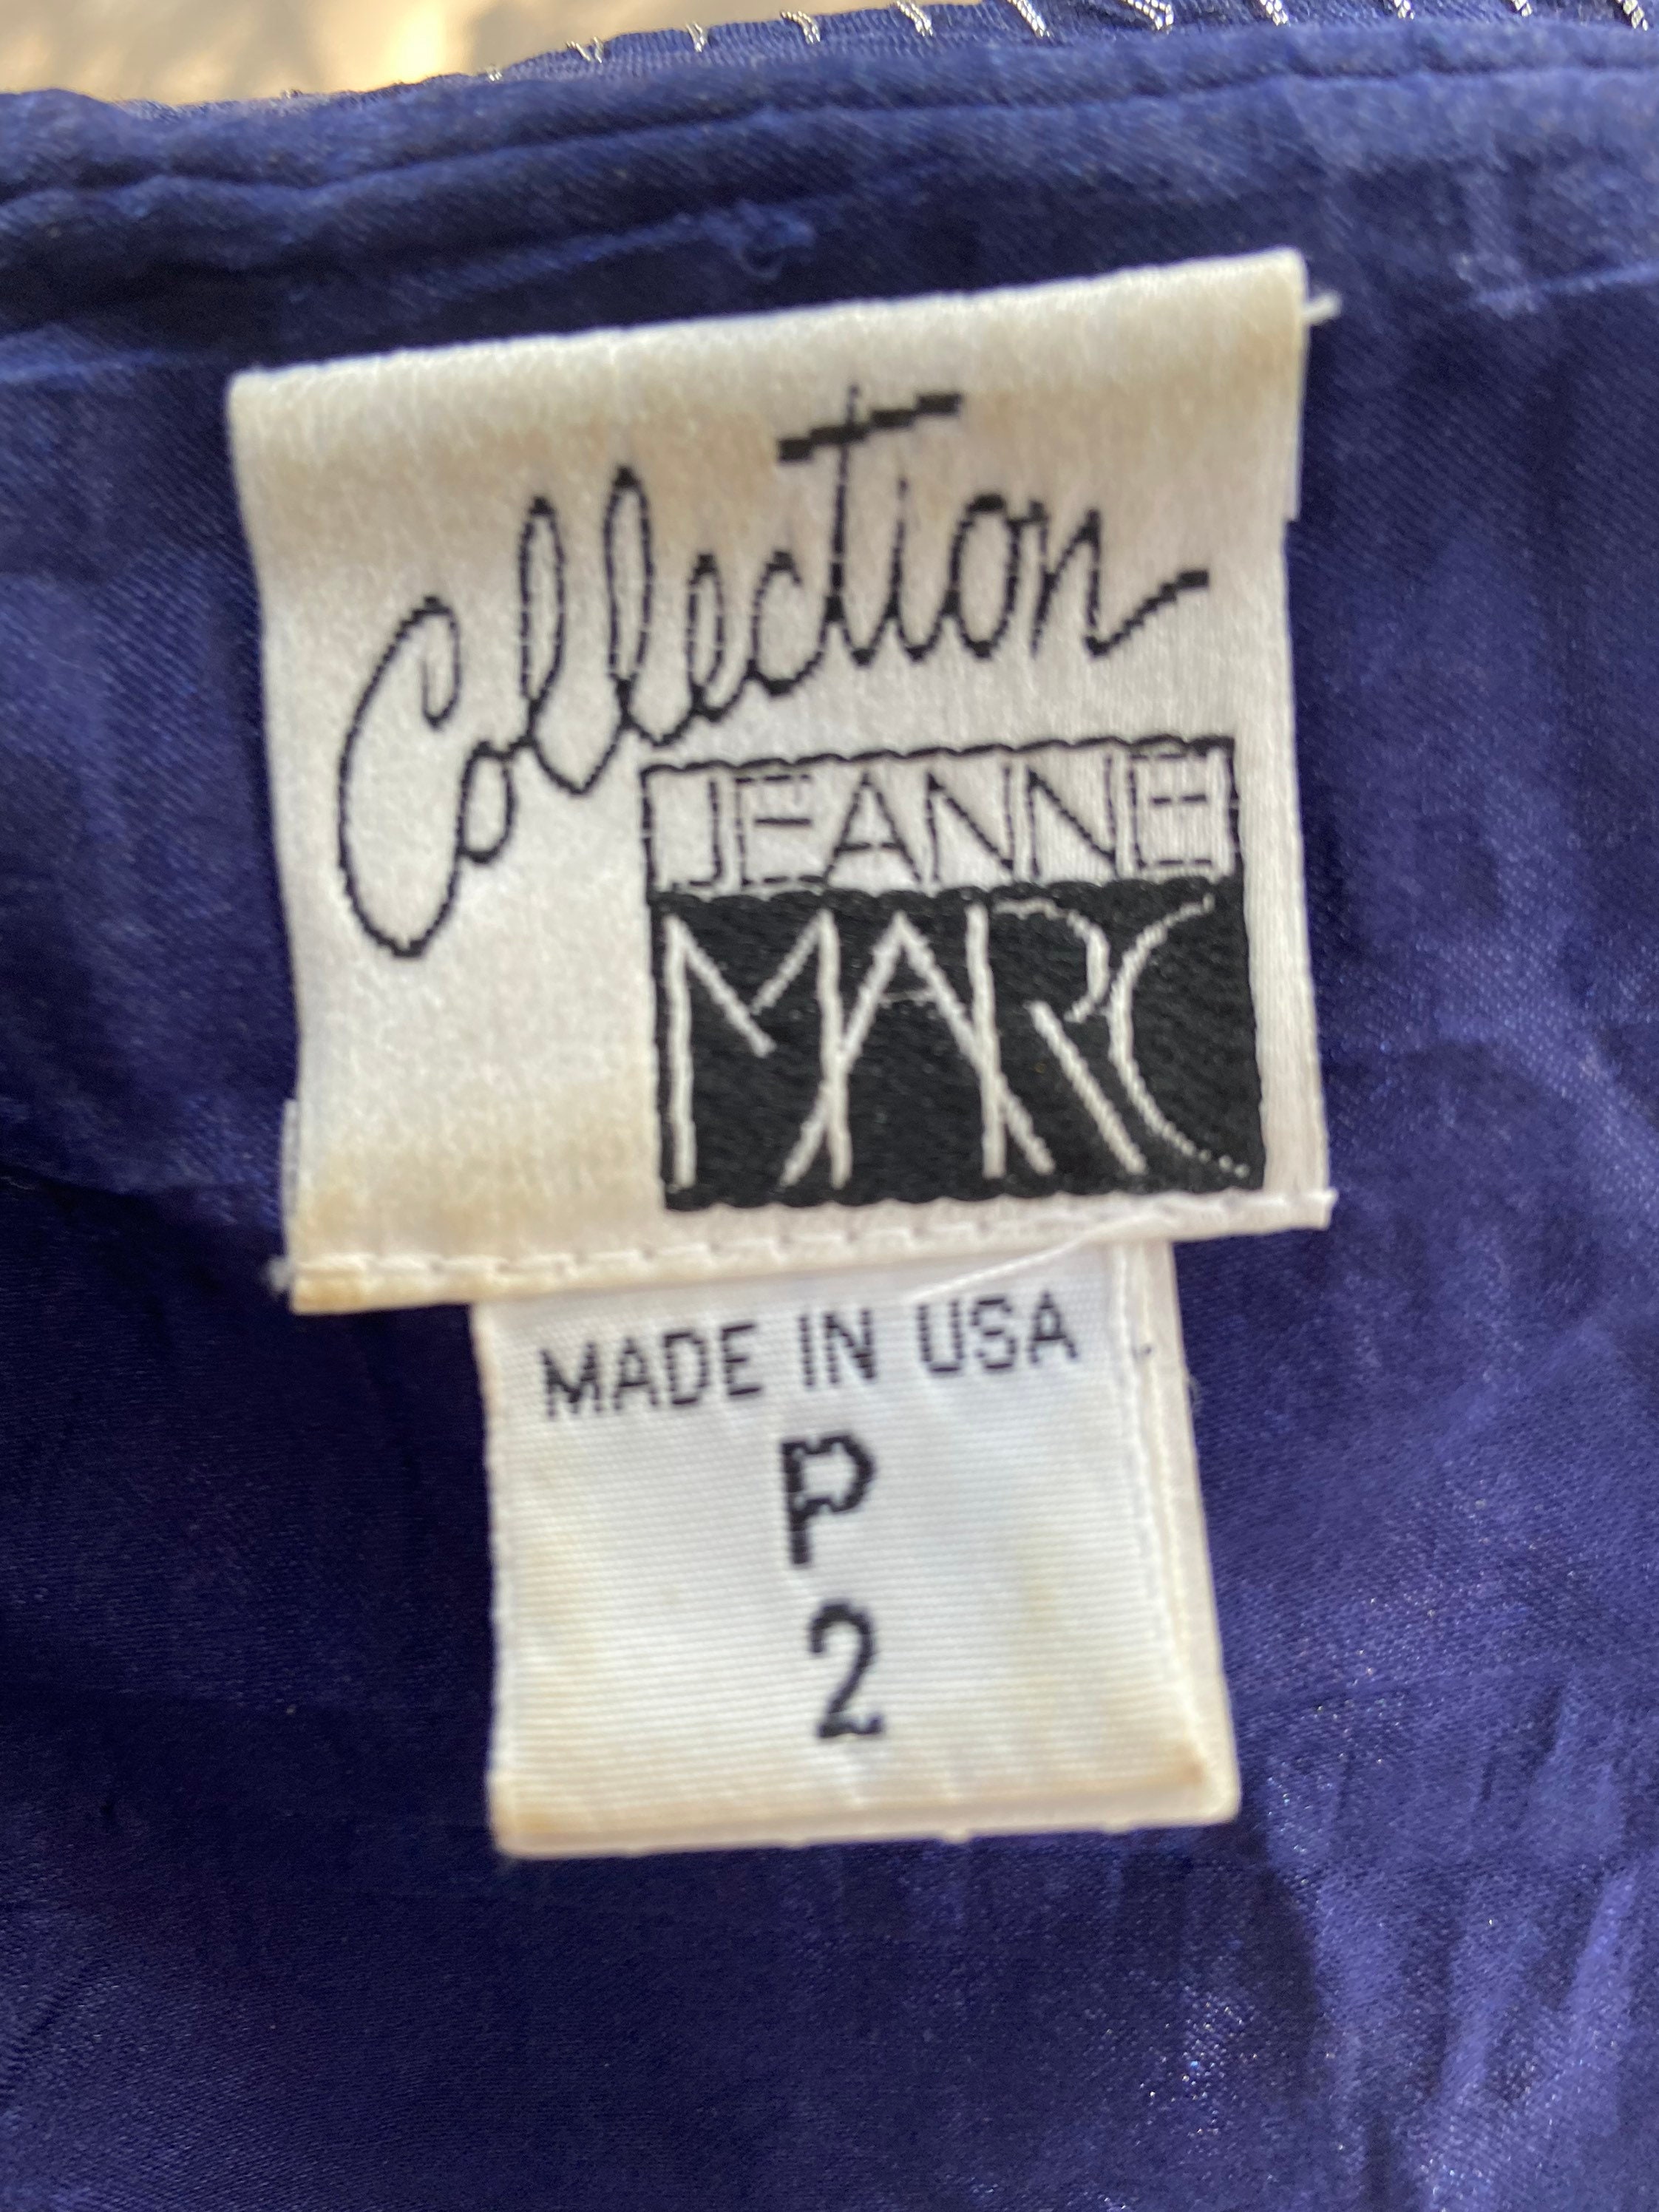 Collection
JEANNE
MARC
MADE IN USA
P
2